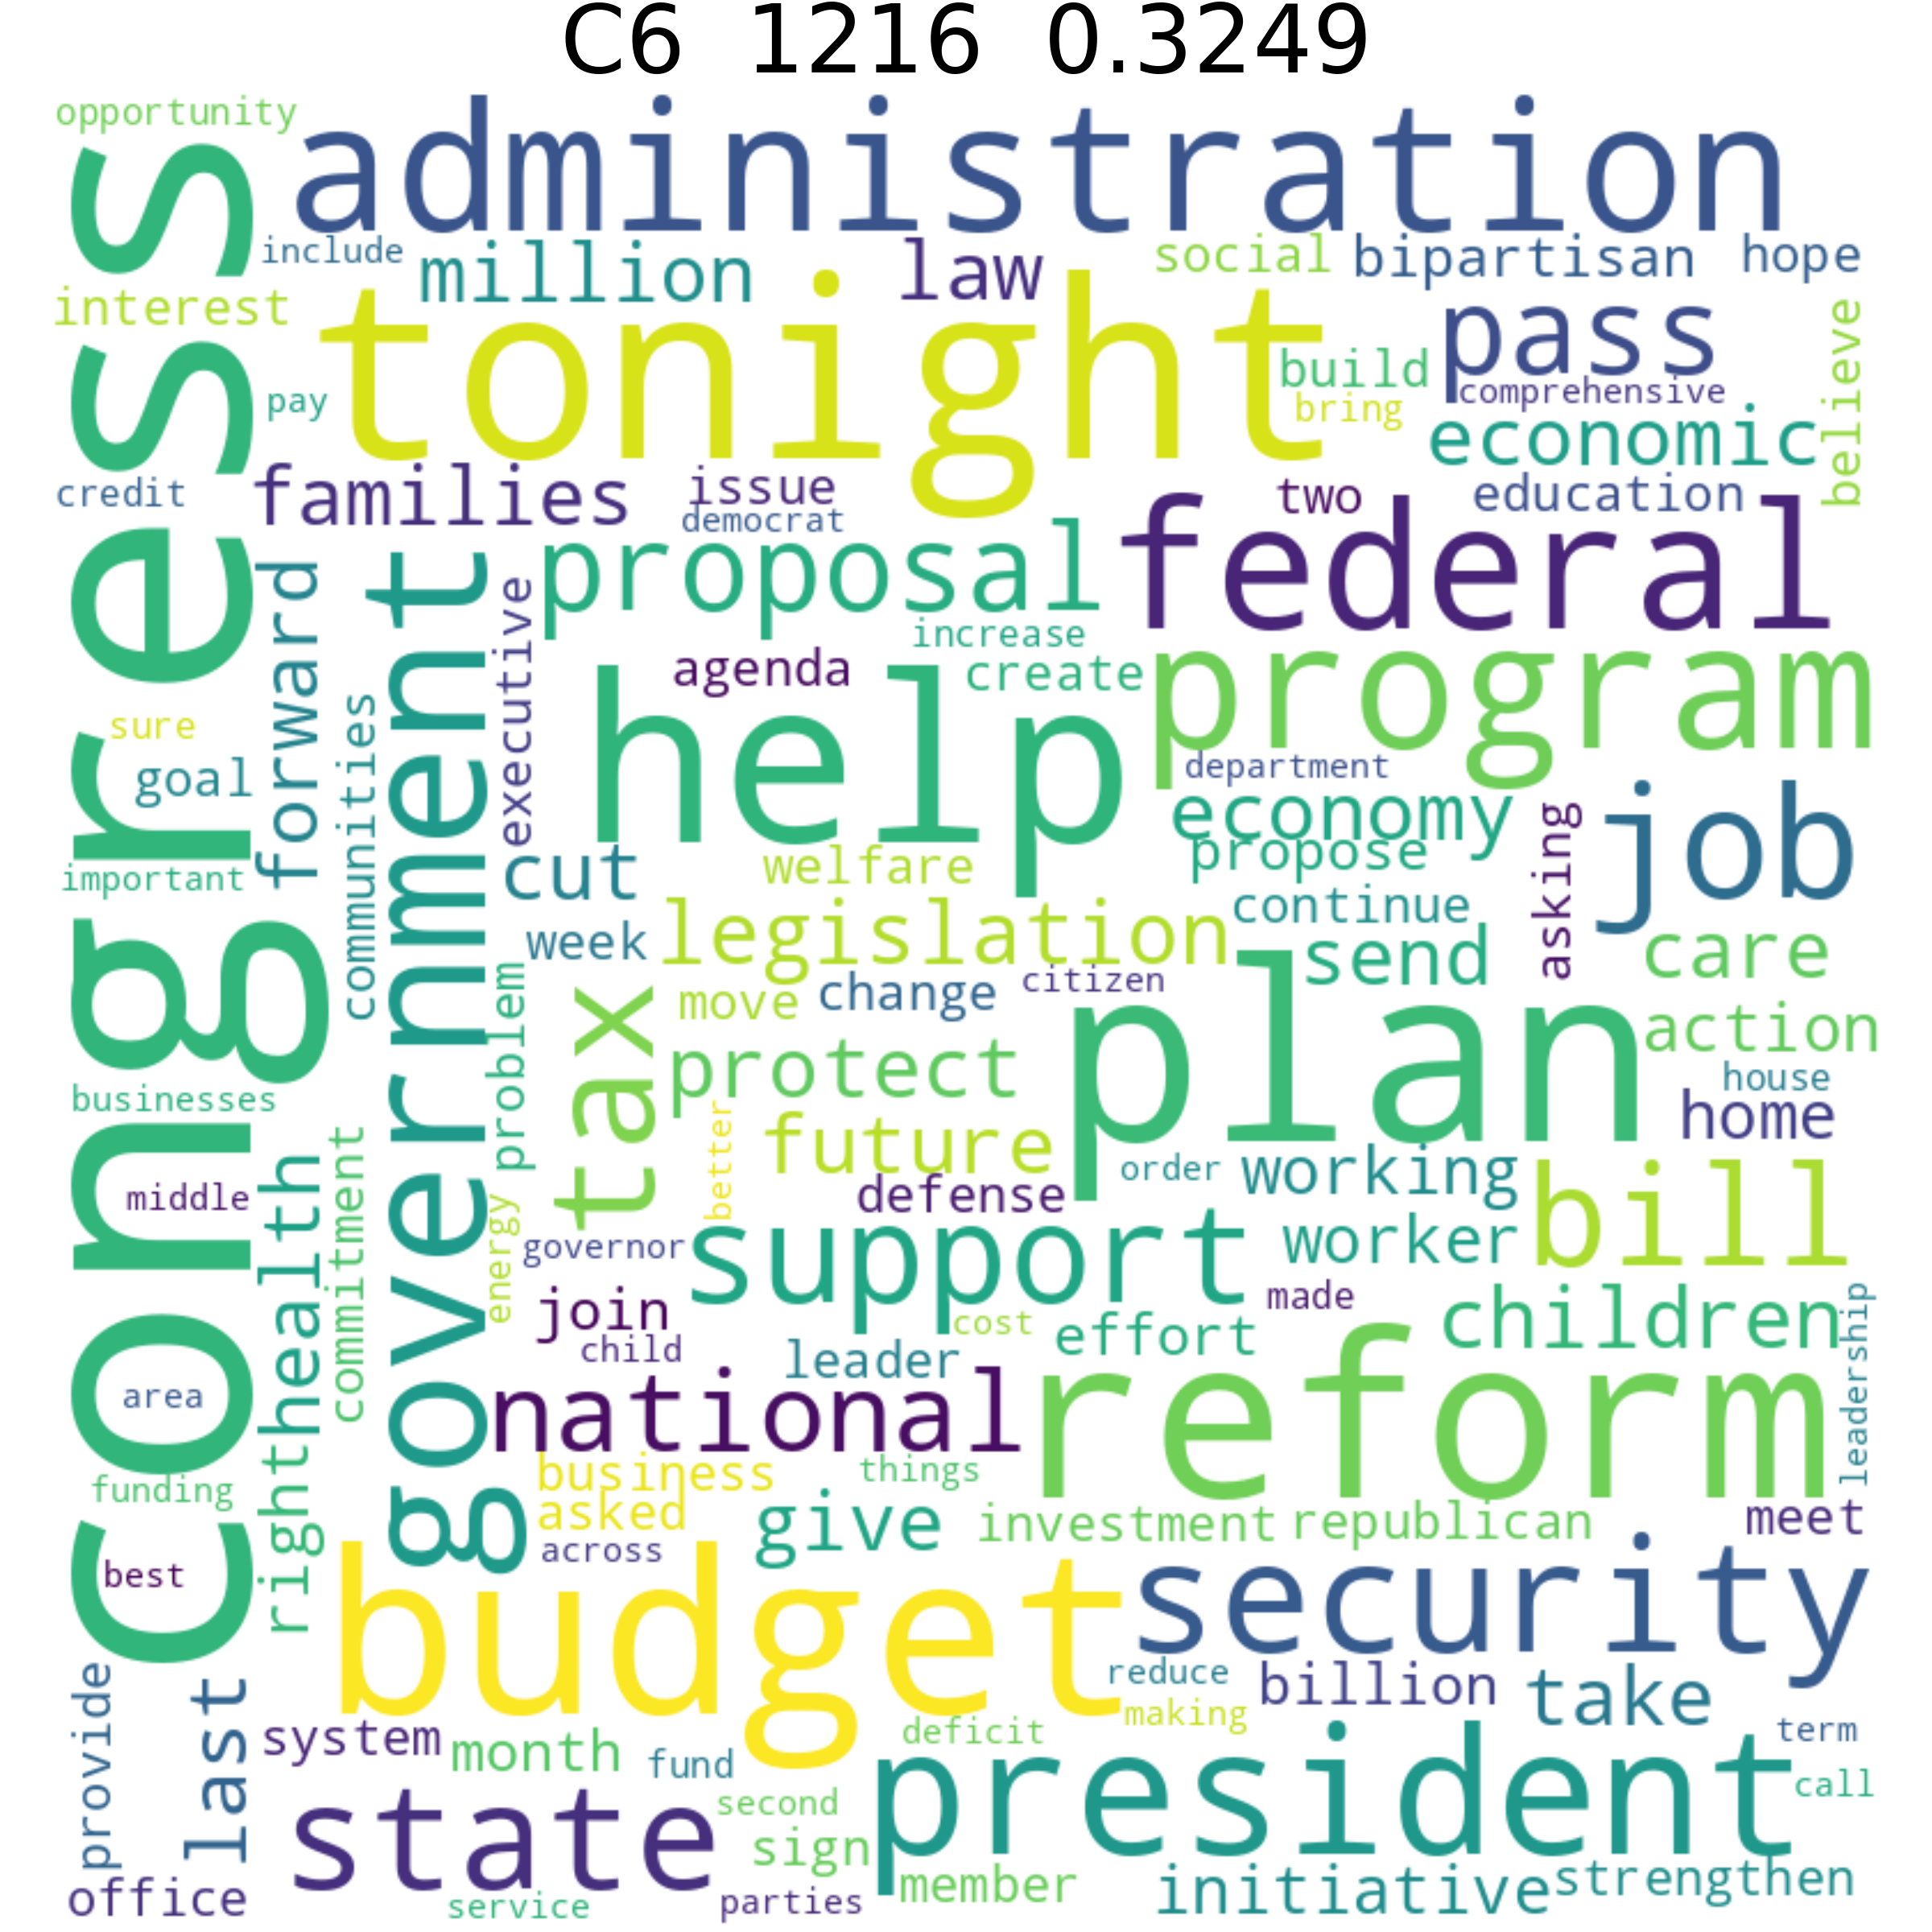 C6 1216 0.3249
opportunity
administration
congress
include
million
law
social
bipartisan
hope
interest
tonight
pass
believe
build
pay
comprehensive
bring
economic
credit
families
issue
two
education
democrat
federal
proposal
forward
government
executive
increase
agenda
create
help
program
communities
sure
goal
department
economy
job
asking
propose
important
cut
welfare
continue
legislation
week
send
care
citizen
plan
problem
tax
move
change
action
protect
house
businesses
home
better
future
commitment
order
working
bill
health
middle
defense
energy
governor
support
worker
join
made
children
leadership
cost
effort
child
leader
reform
national
area
right
business
things
funding
asked
give
investment
republican
meet
across
security
best
budget
provide
reduce
billion
take
last
making
system
month
deficit
term
fund
president
call
state
second
sign
member
initiative
strengthen
office
service
parties